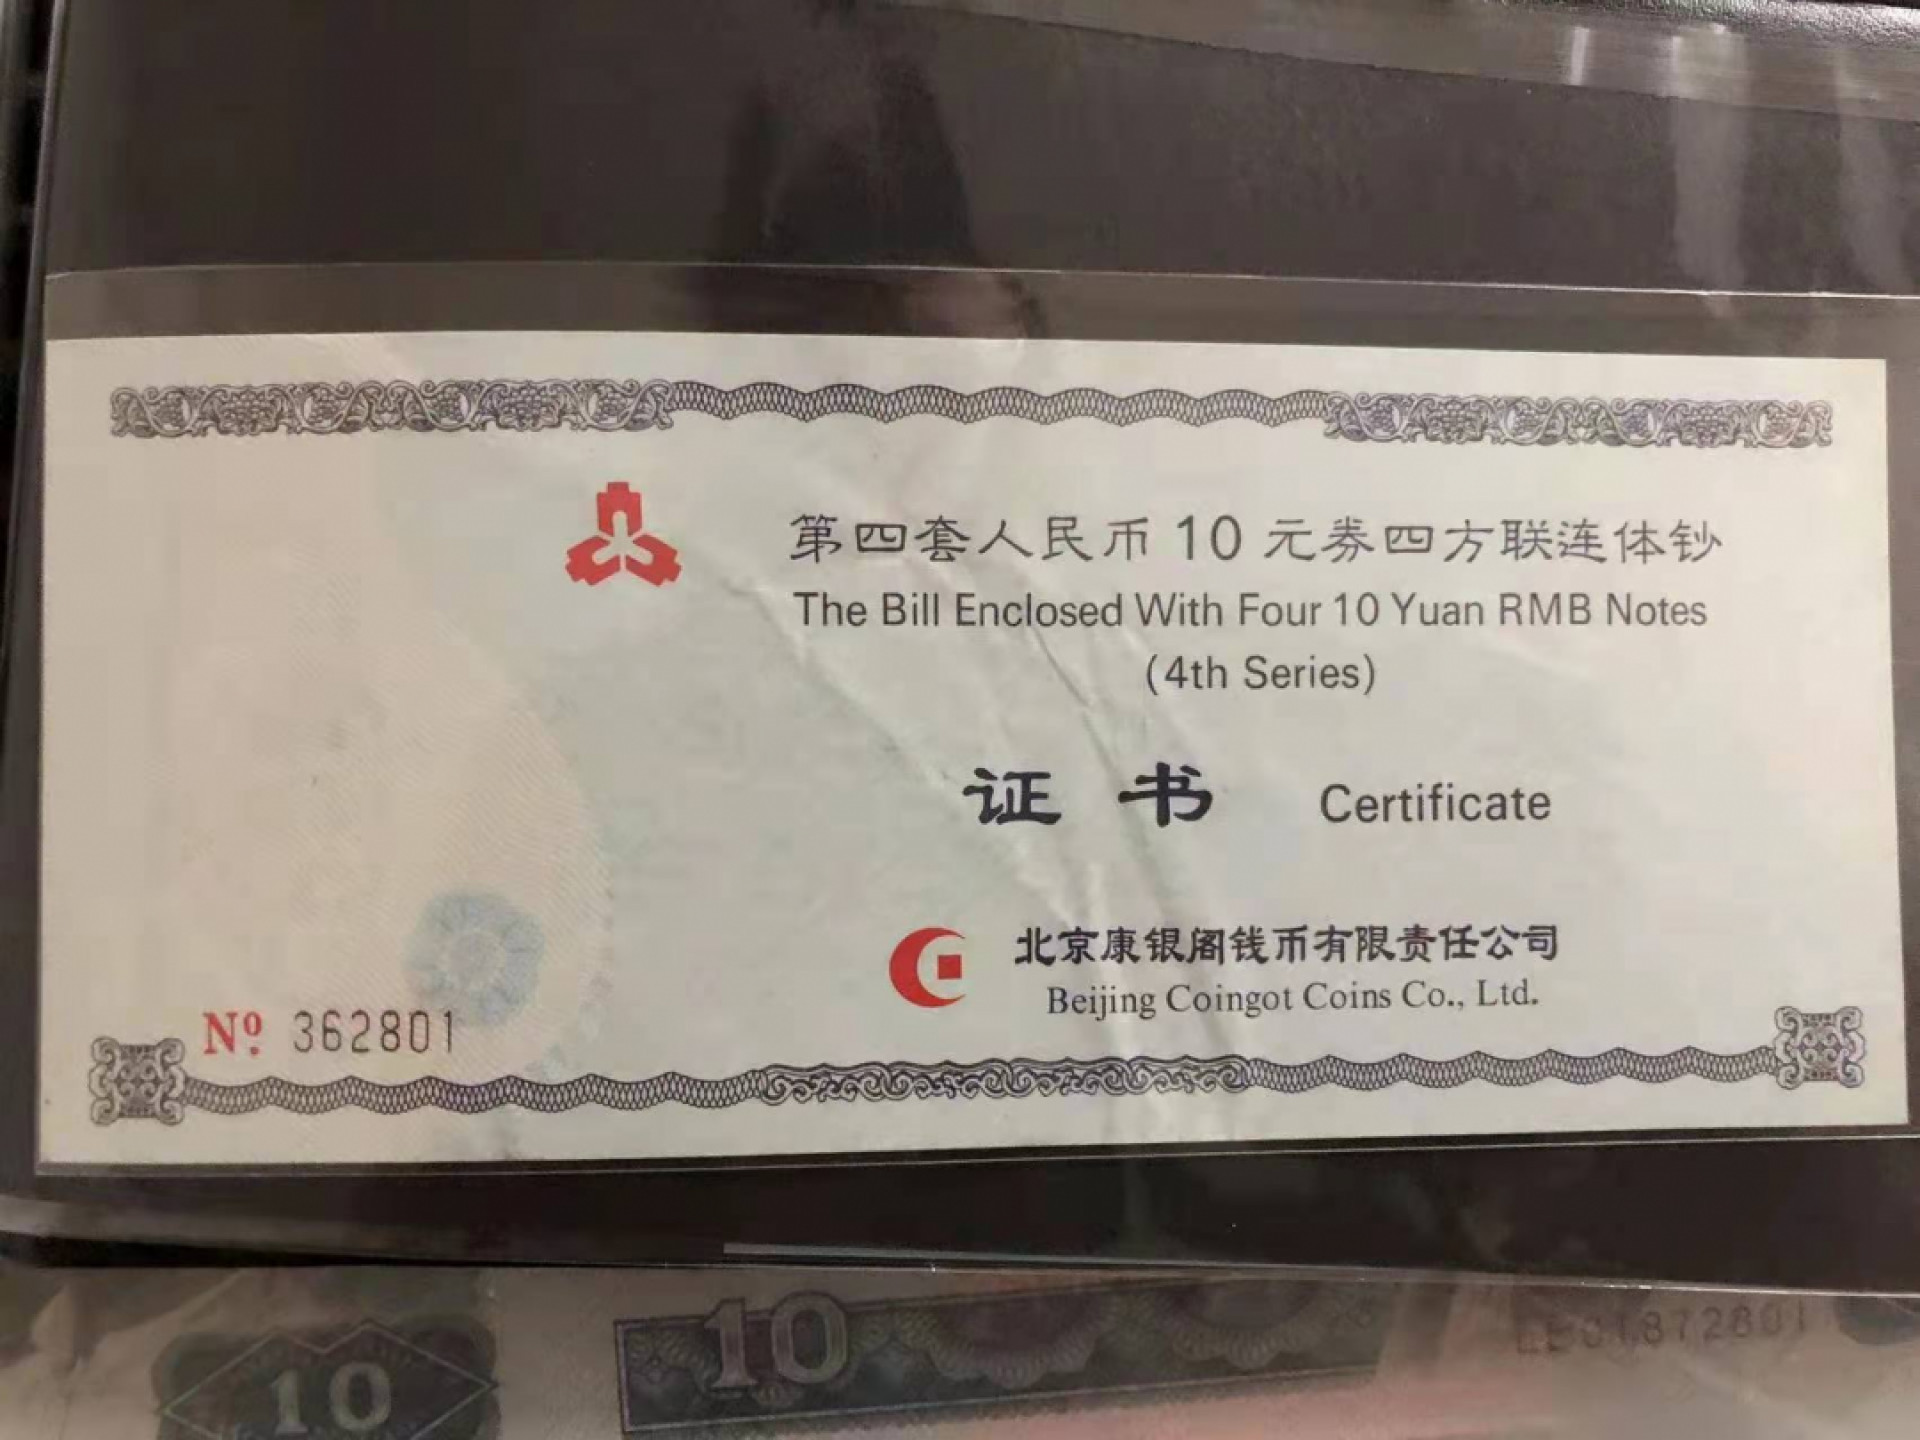 第四套人民币10元券四方联连体钞
The Bill Enclosed With Four 10 Yuan RMB Notes
(4th Series)
证书 Certificate
北京康银阁钱币有限责任公司
Beijing Coingot Coins Co., Ltd.
Nº. 362801
10
10